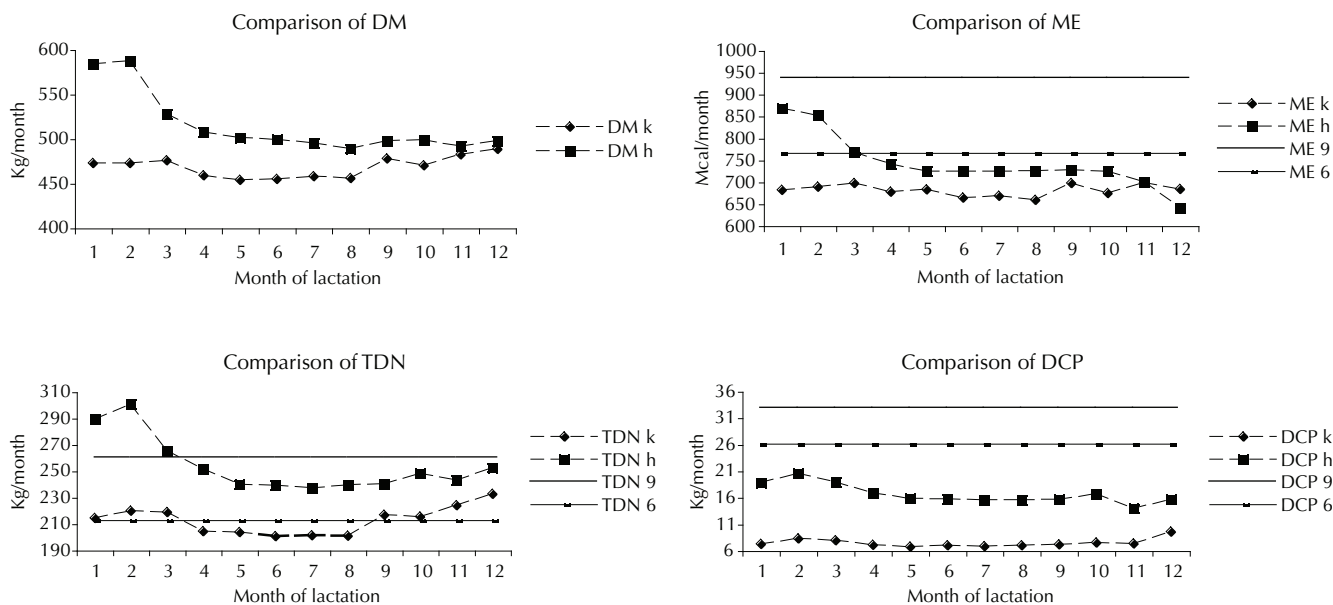 Comparison of DM
600
550
500
450
400
Kg/month
1 2 3 4 5 6 7 8 9 10 11 12
Month of lactation
DM k
DM h
Comparison of ME
1000
950
900
850
800
750
700
650
600
Mcal/month
1 2 3 4 5 6 7 8 9 10 11 12
Month of lactation
ME k
ME h
ME 9
ME 6
Comparison of TDN
310
290
270
250
230
210
190
Kg/month
1 2 3 4 5 6 7 8 9 10 11 12
Month of lactation
TDN k
TDN h
TDN 9
TDN 6
Comparison of DCP
36
31
26
21
16
11
6
Kg/month
1 2 3 4 5 6 7 8 9 10 11 12
Month of lactation
DCP k
DCP h
DCP 9
DCP 6